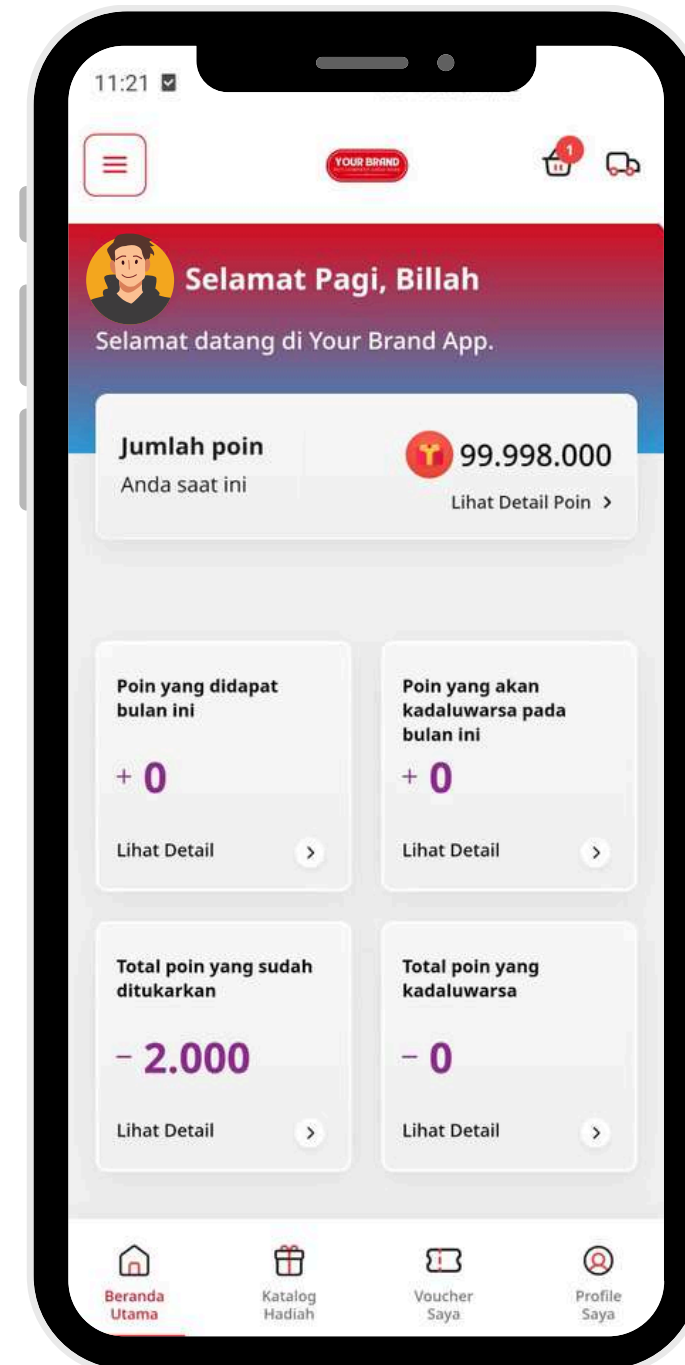 11:21
YOUR BRAND
1
Selamat Pagi, Billah
Selamat datang di Your Brand App.
Jumlah poin
99.998.000
Anda saat ini
Lihat Detail Poin >
Poin yang didapat
bulan ini
+ 0
Lihat Detail >
Poin yang akan
kadaluwarsa pada
bulan ini
+ 0
Lihat Detail >
Total poin yang sudah
ditukarkan
− 2.000
Lihat Detail >
Total poin yang
kadaluwarsa
− 0
Lihat Detail >
Beranda
Utama
Katalog
Hadiah
Voucher
Saya
Profile
Saya